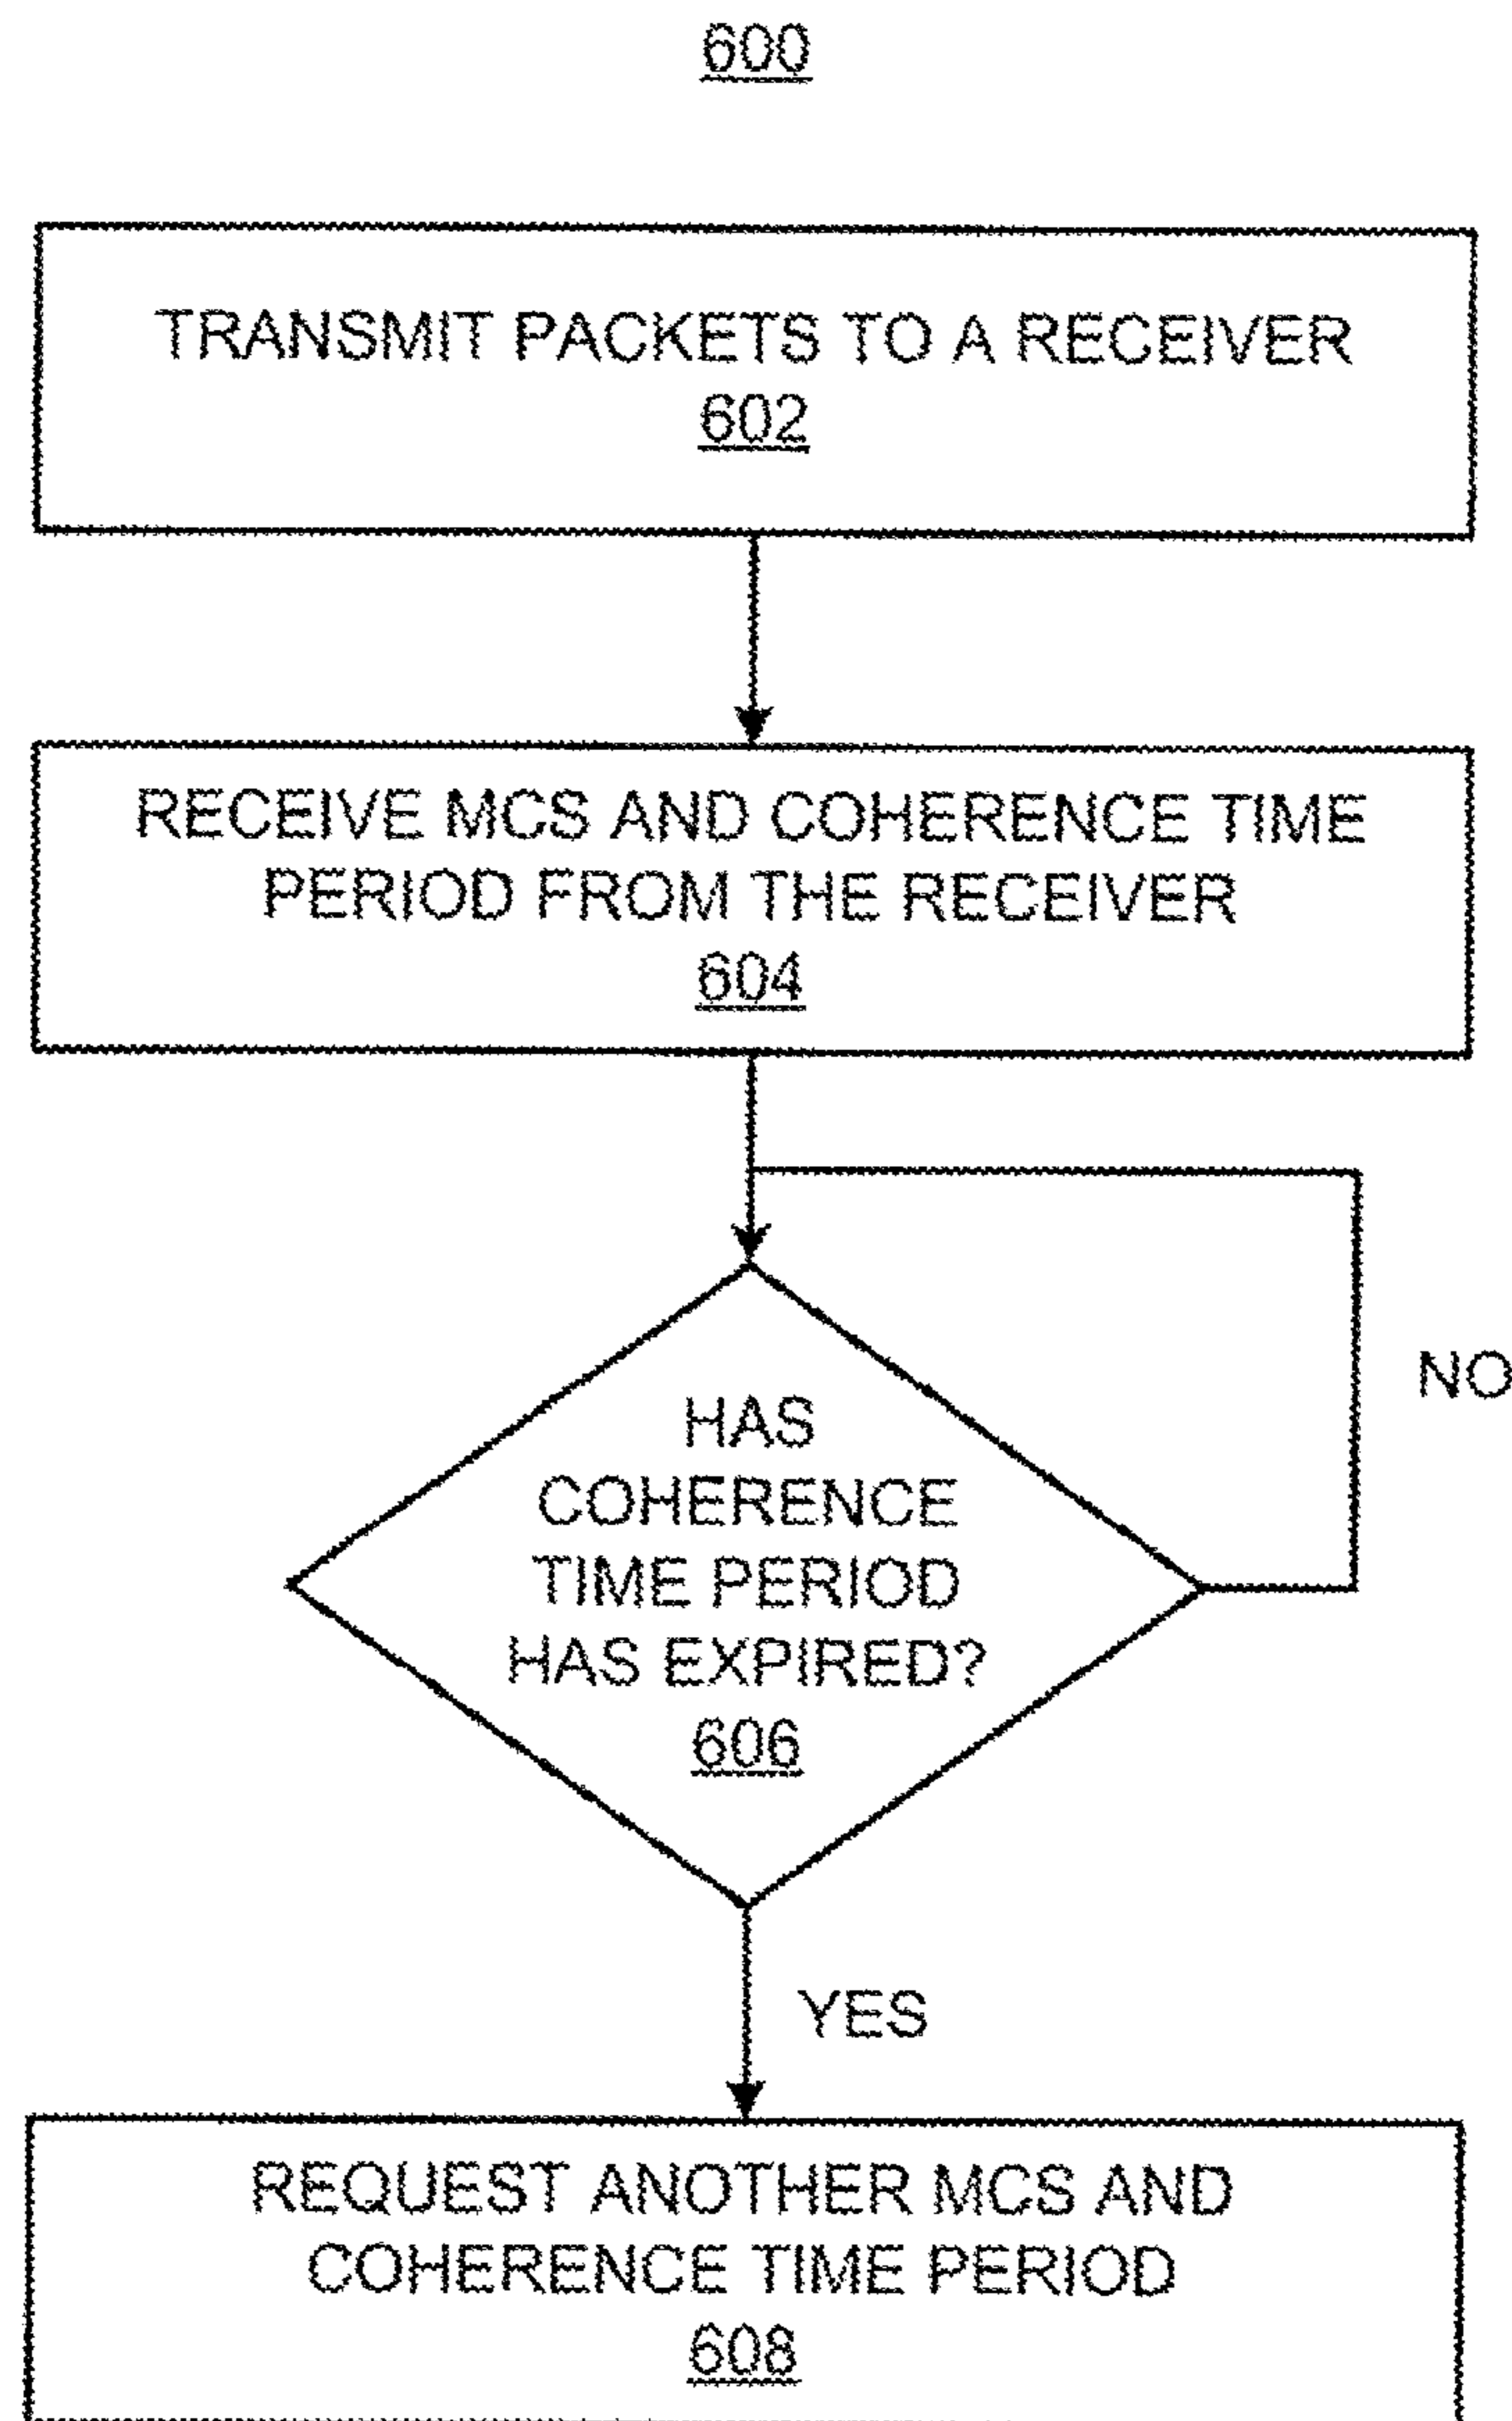 600
TRANSMIT PACKETS TO A RECEIVER
602
RECEIVE MCS AND COHERENCE TIME
PERIOD FROM THE RECEIVER
604
HAS
COHERENCE
TIME PERIOD
HAS EXPIRED?
606
NO
YES
REQUEST ANOTHER MCS AND
COHERENCE TIME PERIOD
608